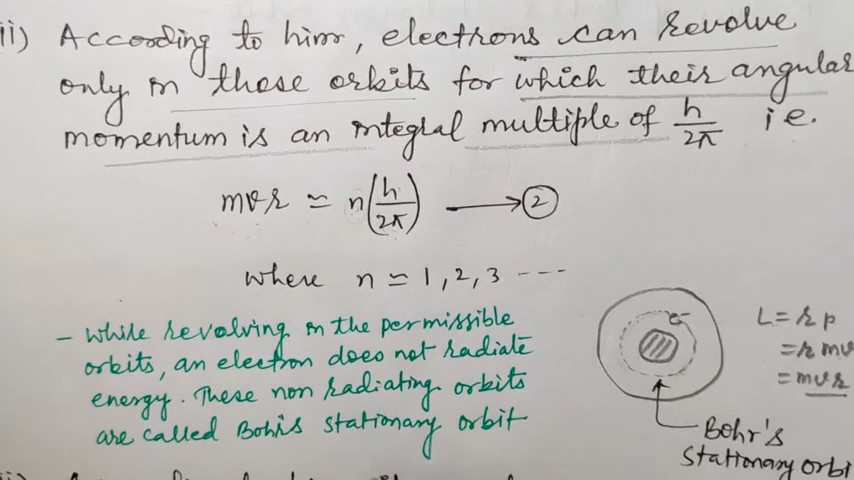 ii) According to him, electrons can revolve
only in those orbits for which their angular
momentum is an integral multiple of h/2π i.e.
mvr = n(h/2π) → ②
where n = 1, 2, 3 ---
- while revolving in the permissible
orbits, an electron does not radiate
energy. These non radiating orbits
are called Bohr's stationary orbit
e-
L = r p
= r mv
= mvr
Bohr's
stationary orbi